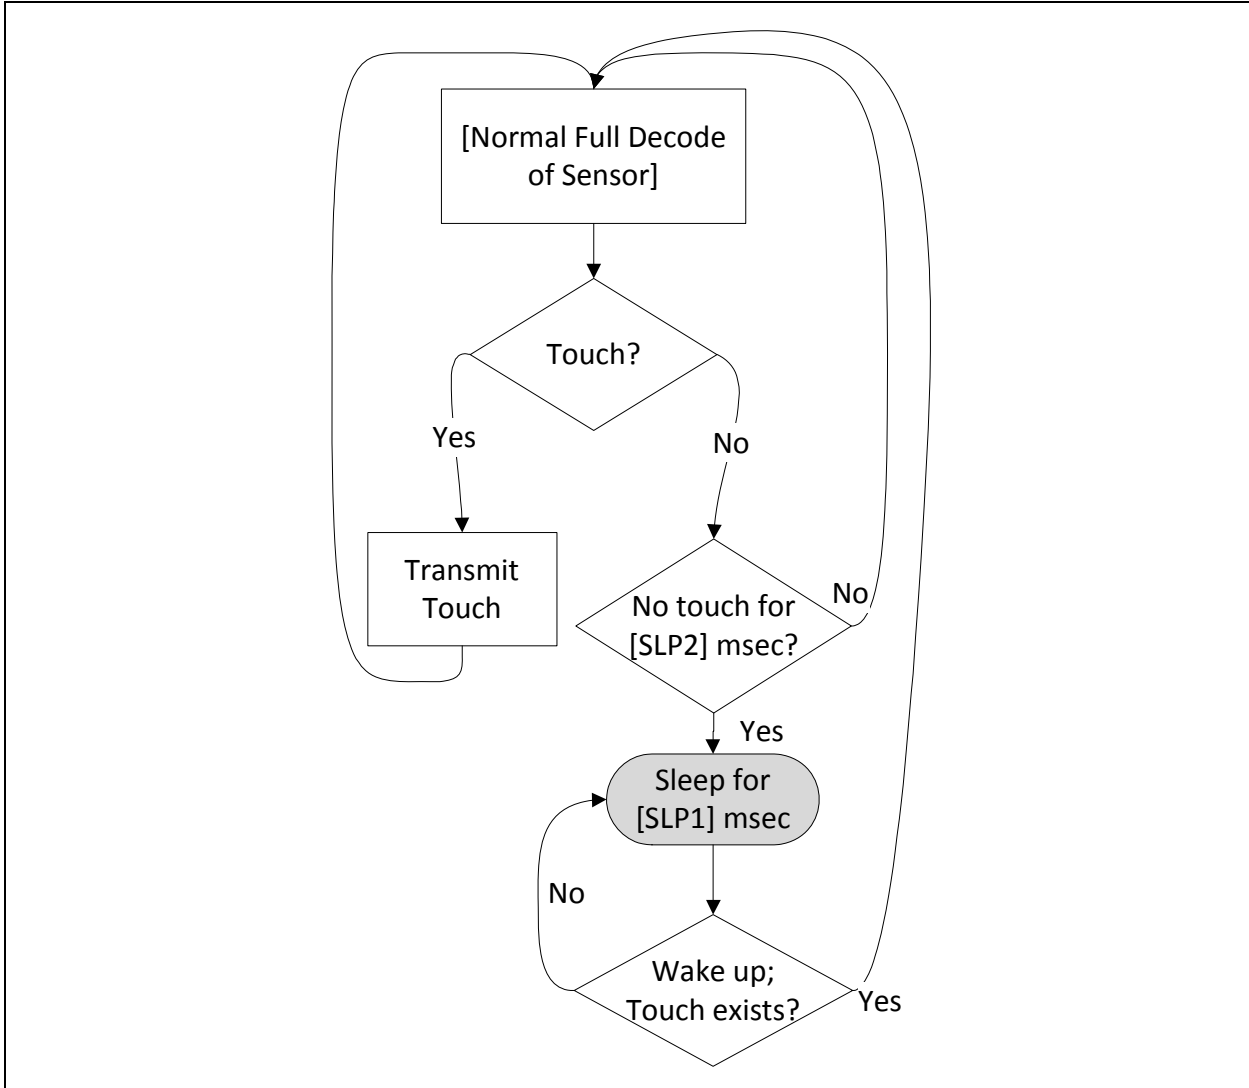 [Normal Full Decode
of Sensor]
Touch?
Yes
No
Transmit
Touch
No touch for
[SLP2] msec?
No
Yes
Sleep for
[SLP1] msec
No
Wake up;
Touch exists?
Yes